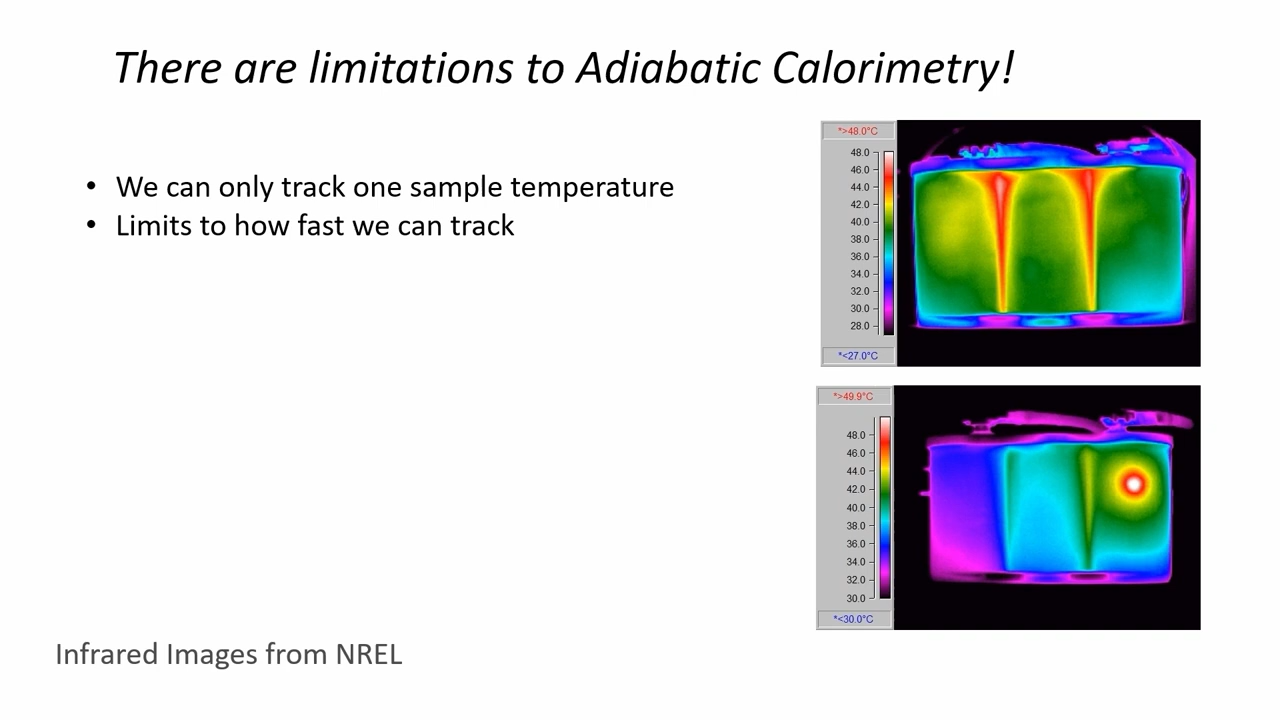 There are limitations to Adiabatic Calorimetry!
• We can only track one sample temperature
• Limits to how fast we can track
*>48.0°C
48.0
46.0
44.0
42.0
40.0
38.0
36.0
34.0
32.0
30.0
28.0
*<27.0°C
*>49.9°C
48.0
46.0
44.0
42.0
40.0
38.0
36.0
34.0
32.0
30.0
*<30.0°C
Infrared Images from NREL